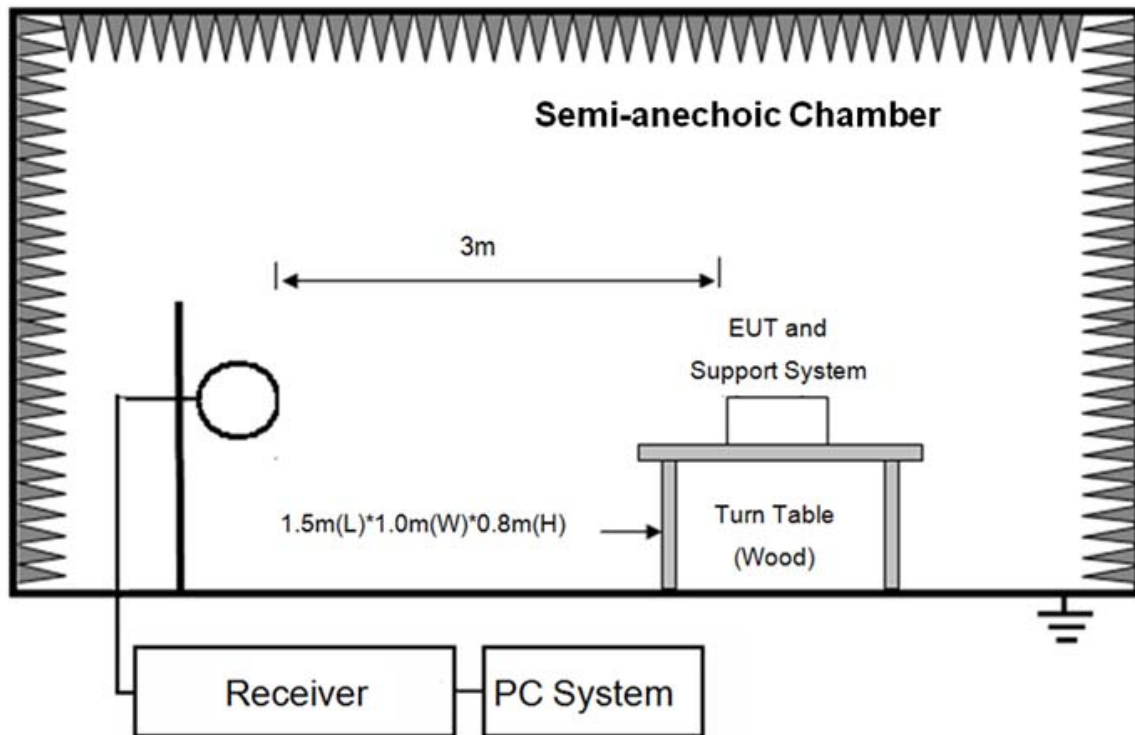 Semi-anechoic Chamber
3m
EUT and
Support System
1.5m(L)*1.0m(W)*0.8m(H)
Turn Table
(Wood)
Receiver
PC System